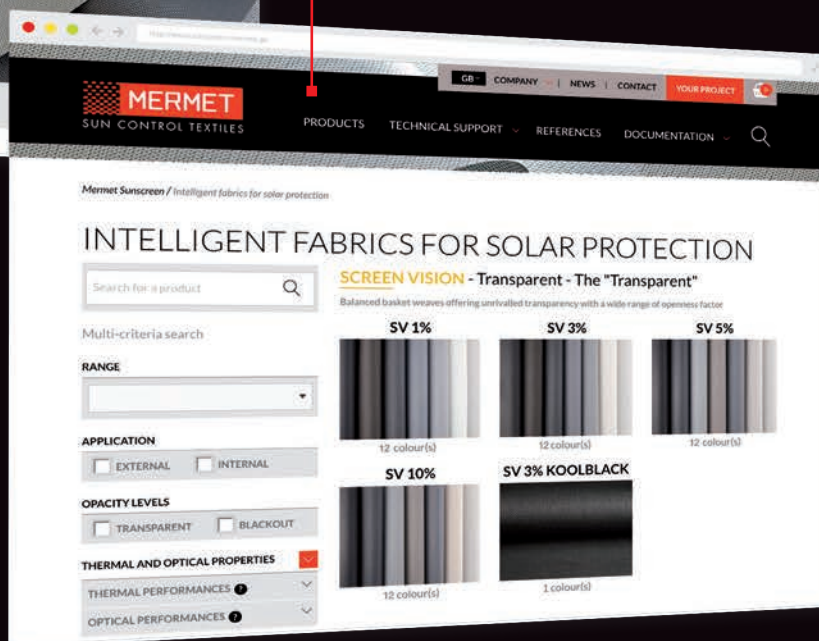 GB COMPANY | NEWS | CONTACT YOUR PROJECT
MERMET
SUN CONTROL TEXTILES
PRODUCTS TECHNICAL SUPPORT REFERENCES DOCUMENTATION
Mermet Sunscreen / Intelligent fabrics for solar protection
INTELLIGENT FABRICS FOR SOLAR PROTECTION
Search for a product
Multi-criteria search
RANGE
APPLICATION
EXTERNAL INTERNAL
OPACITY LEVELS
TRANSPARENT BLACKOUT
THERMAL AND OPTICAL PROPERTIES
THERMAL PERFORMANCES ?
OPTICAL PERFORMANCES ?
SCREEN VISION - Transparent - The "Transparent"
Balanced basket weaves offering unrivalled transparency with a wide range of openness factor
SV 1% SV 3% SV 5%
12 colour(s) 12 colour(s) 12 colour(s)
SV 10% SV 3% KOOLBLACK
12 colour(s) 1 colour(s)